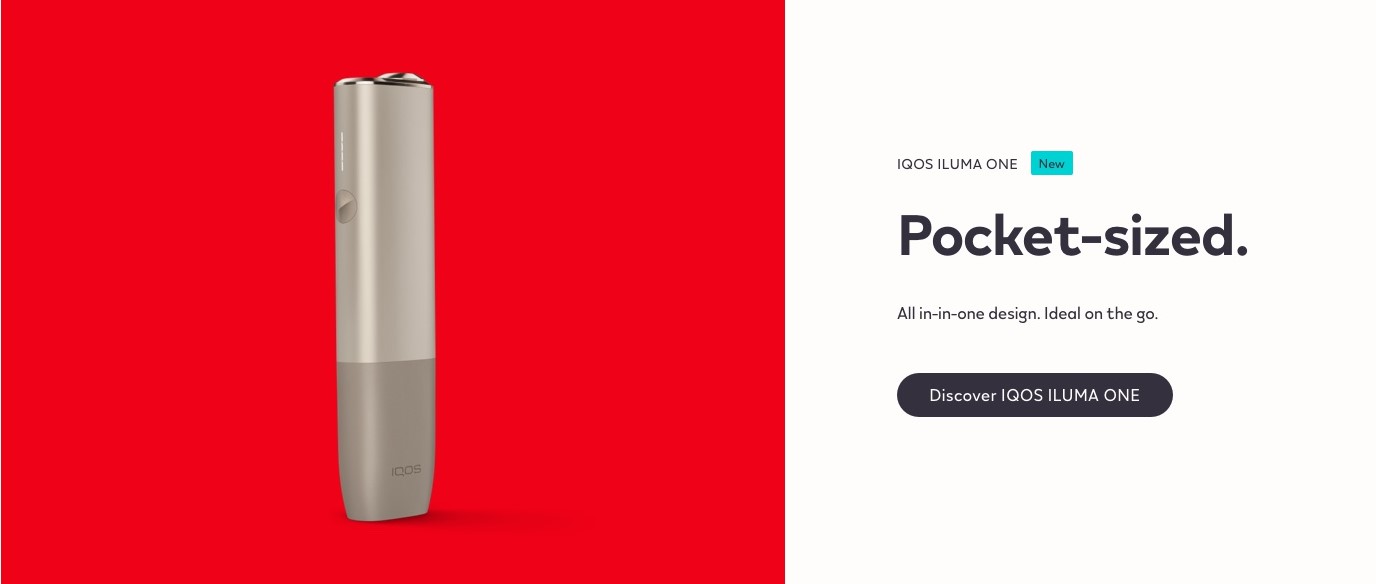 IQOS
IQOS ILUMA ONE New
Pocket-sized.
All in-in-one design. Ideal on the go.
Discover IQOS ILUMA ONE